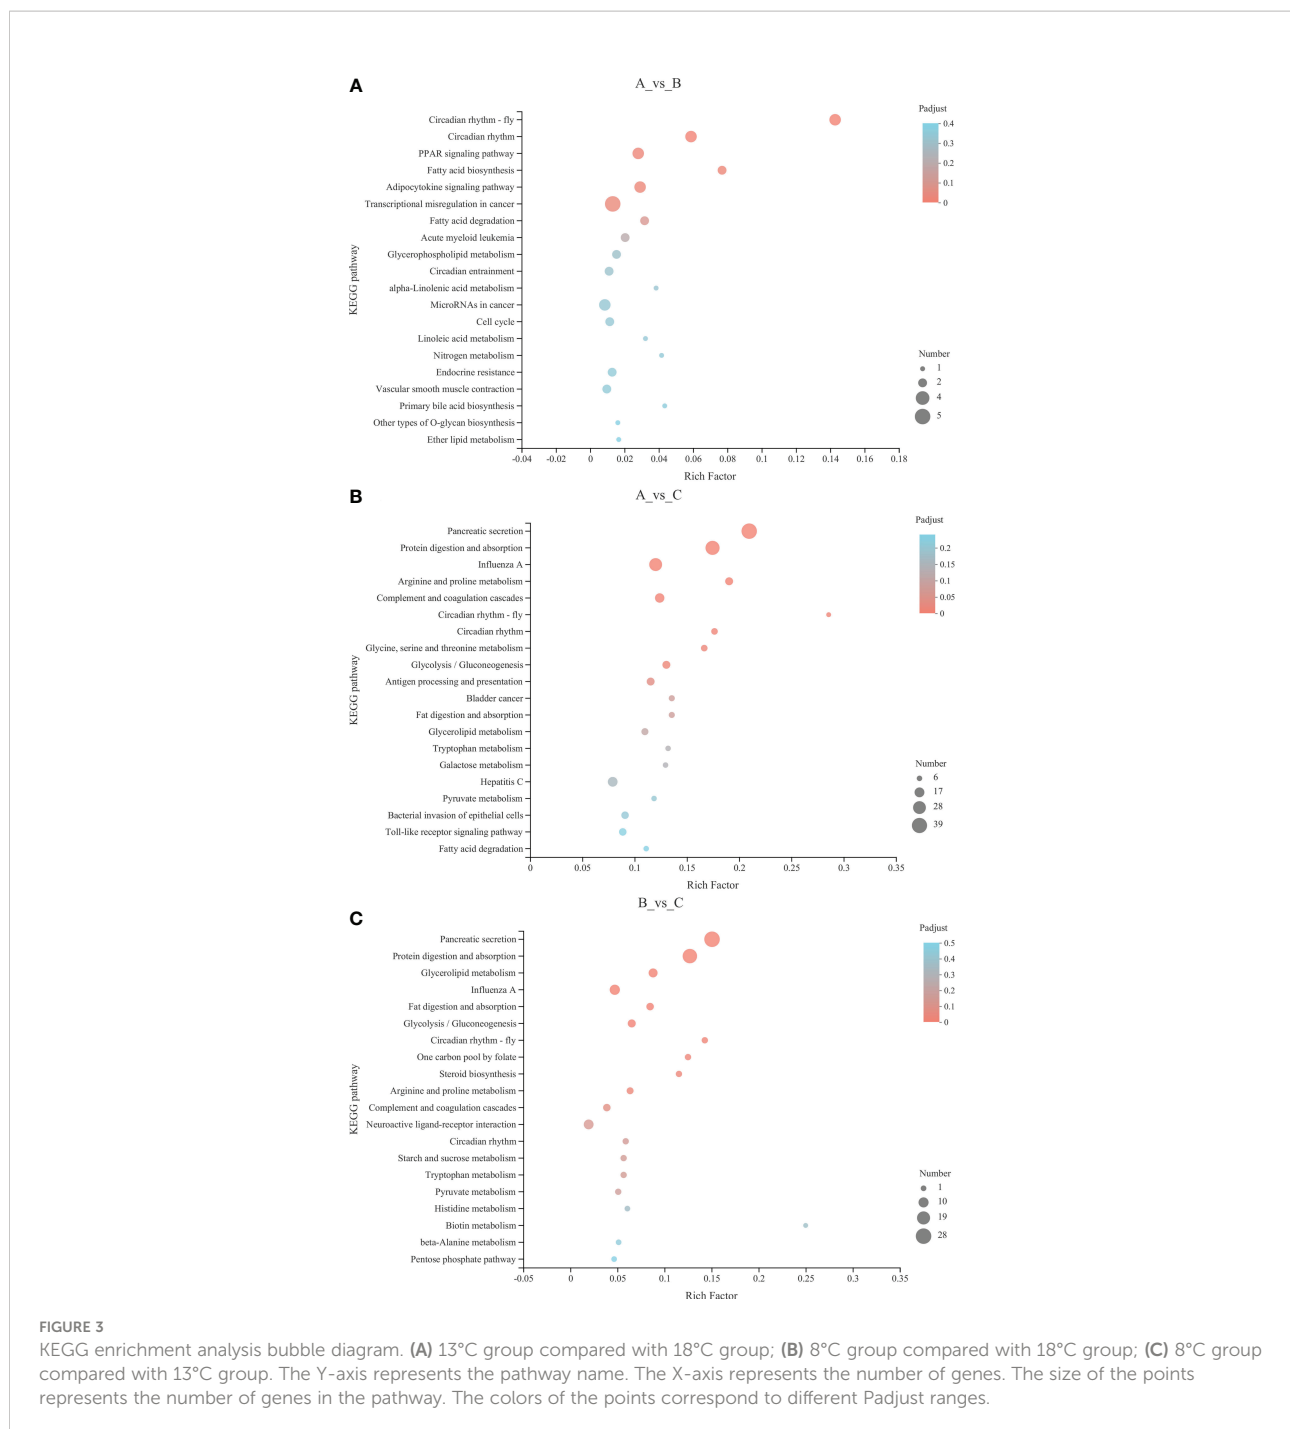 A
A_vs_B
Circadian rhythm - fly
Circadian rhythm
PPAR signaling pathway
Fatty acid biosynthesis
Adipocytokine signaling pathway
Transcriptional misregulation in cancer
Fatty acid degradation
Acute myeloid leukemia
Glycerophospholipid metabolism
Circadian entrainment
alpha-Linolenic acid metabolism
MicroRNAs in cancer
Cell cycle
Linoleic acid metabolism
Nitrogen metabolism
Endocrine resistance
Vascular smooth muscle contraction
Primary bile acid biosynthesis
Other types of O-glycan biosynthesis
Ether lipid metabolism
KEGG pathway
-0.04 -0.02 0 0.02 0.04 0.06 0.08 0.1 0.12 0.14 0.16 0.18
Rich Factor
Padjust
0.4
0.3
0.2
0.1
0
Number
1
2
4
5
B
A_vs_C
Pancreatic secretion
Protein digestion and absorption
Influenza A
Arginine and proline metabolism
Complement and coagulation cascades
Circadian rhythm - fly
Circadian rhythm
Glycine, serine and threonine metabolism
Glycolysis / Gluconeogenesis
Antigen processing and presentation
Bladder cancer
Fat digestion and absorption
Glycerolipid metabolism
Tryptophan metabolism
Galactose metabolism
Hepatitis C
Pyruvate metabolism
Bacterial invasion of epithelial cells
Toll-like receptor signaling pathway
Fatty acid degradation
KEGG pathway
0 0.05 0.1 0.15 0.2 0.25 0.3 0.35
Rich Factor
Padjust
0.2
0.15
0.1
0.05
0
Number
6
17
28
39
C
B_vs_C
Pancreatic secretion
Protein digestion and absorption
Glycerolipid metabolism
Influenza A
Fat digestion and absorption
Glycolysis / Gluconeogenesis
Circadian rhythm - fly
One carbon pool by folate
Steroid biosynthesis
Arginine and proline metabolism
Complement and coagulation cascades
Neuroactive ligand-receptor interaction
Circadian rhythm
Starch and sucrose metabolism
Tryptophan metabolism
Pyruvate metabolism
Histidine metabolism
Biotin metabolism
beta-Alanine metabolism
Pentose phosphate pathway
KEGG pathway
-0.05 0 0.05 0.1 0.15 0.2 0.25 0.3 0.35
Rich Factor
Padjust
0.5
0.4
0.3
0.2
0.1
0
Number
1
10
19
28
FIGURE 3
KEGG enrichment analysis bubble diagram. (A) 13°C group compared with 18°C group; (B) 8°C group compared with 18°C group; (C) 8°C group
compared with 13°C group. The Y-axis represents the pathway name. The X-axis represents the number of genes. The size of the points
represents the number of genes in the pathway. The colors of the points correspond to different Padjust ranges.